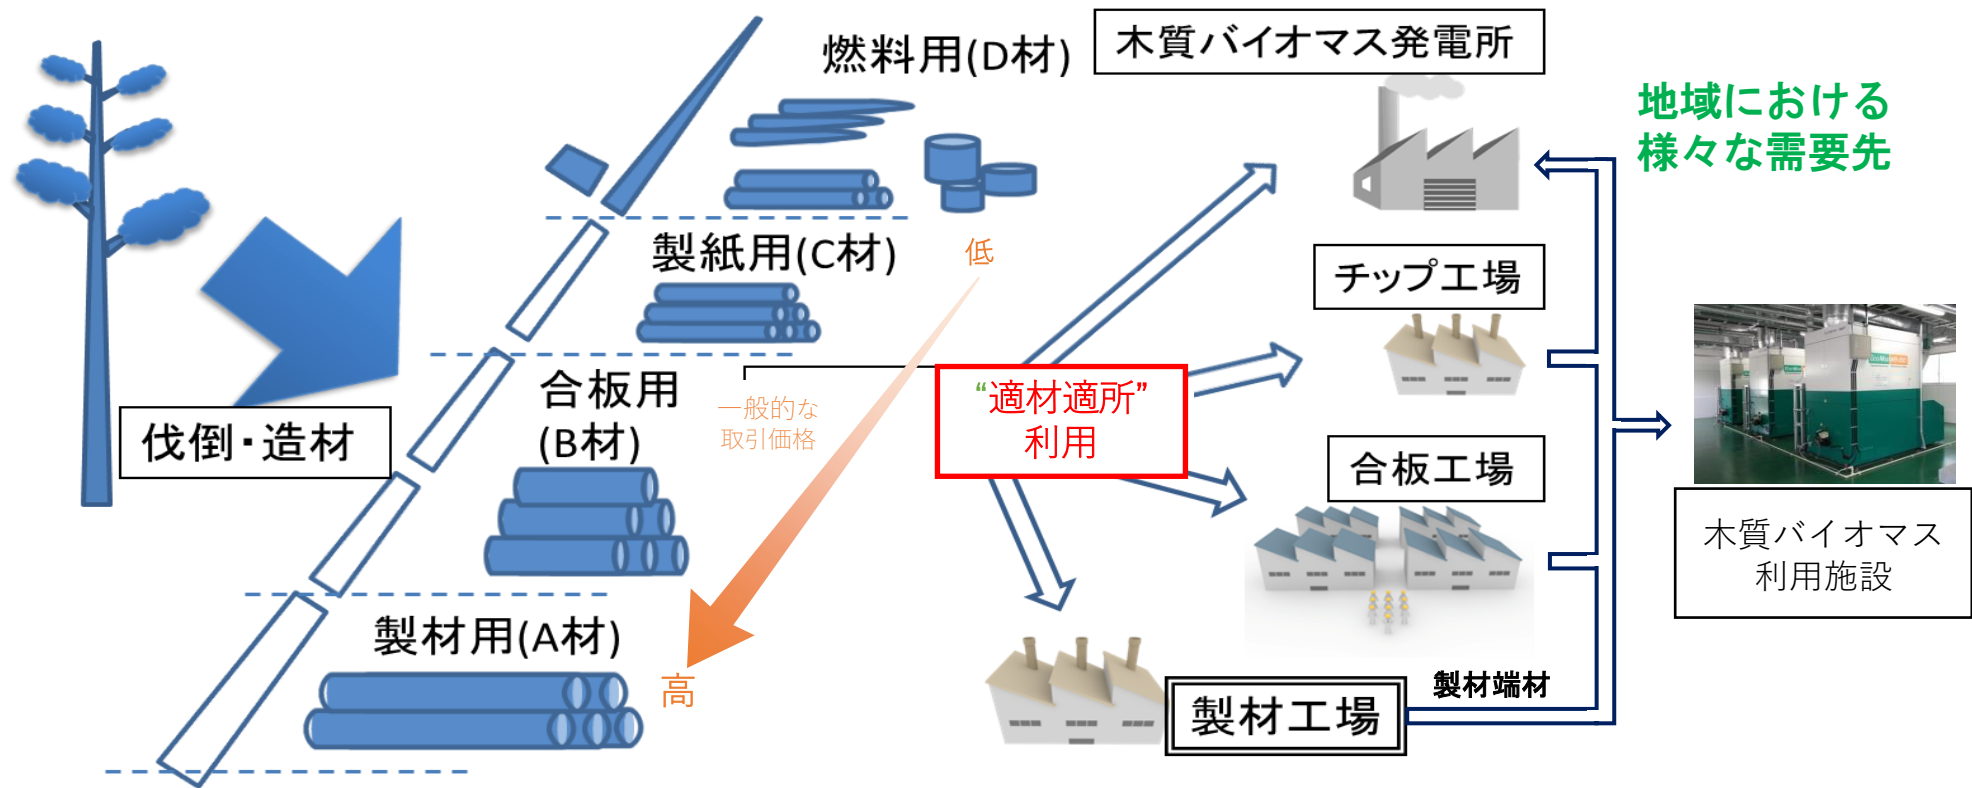 燃料用(D材)
木質バイオマス発電所
地域における
様々な需要先
製紙用(C材)
低
チップ工場
合板用
(B材)
一般的な
取引価格
“適材適所”
利用
伐倒・造材
合板工場
木質バイオマス
利用施設
製材用(A材)
高
製材端材
製材工場